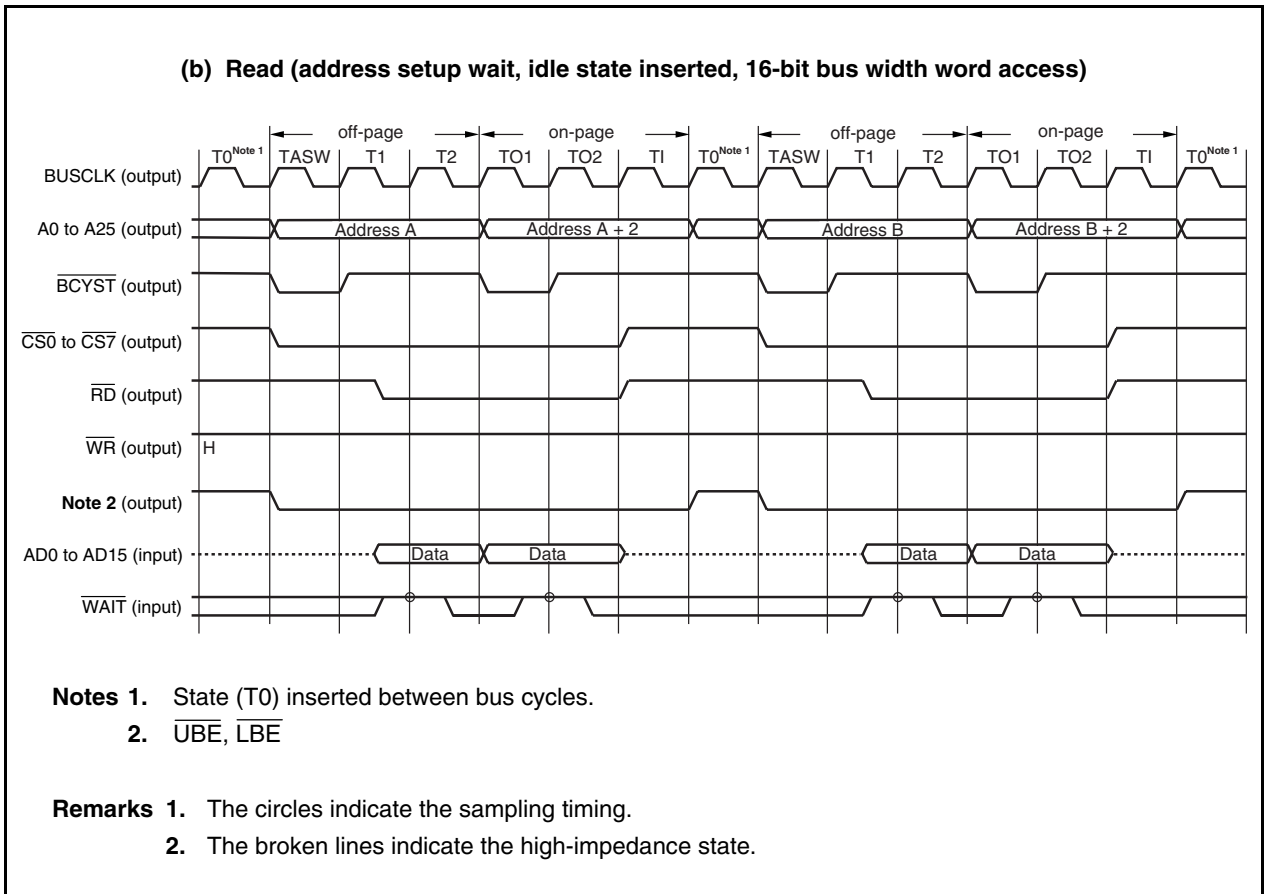 (b) Read (address setup wait, idle state inserted, 16-bit bus width word access)
off-page on-page off-page on-page
T0Note 1 TASW T1 T2 TO1 TO2 TI T0Note 1 TASW T1 T2 TO1 TO2 TI T0Note 1
BUSCLK (output)
A0 to A25 (output) Address A Address A + 2 Address B Address B + 2
BCYST (output)
CS0 to CS7 (output)
RD (output)
WR (output) H
Note 2 (output)
AD0 to AD15 (input) Data Data Data Data
WAIT (input)
Notes 1. State (T0) inserted between bus cycles.
2. UBE, LBE
Remarks 1. The circles indicate the sampling timing.
2. The broken lines indicate the high-impedance state.